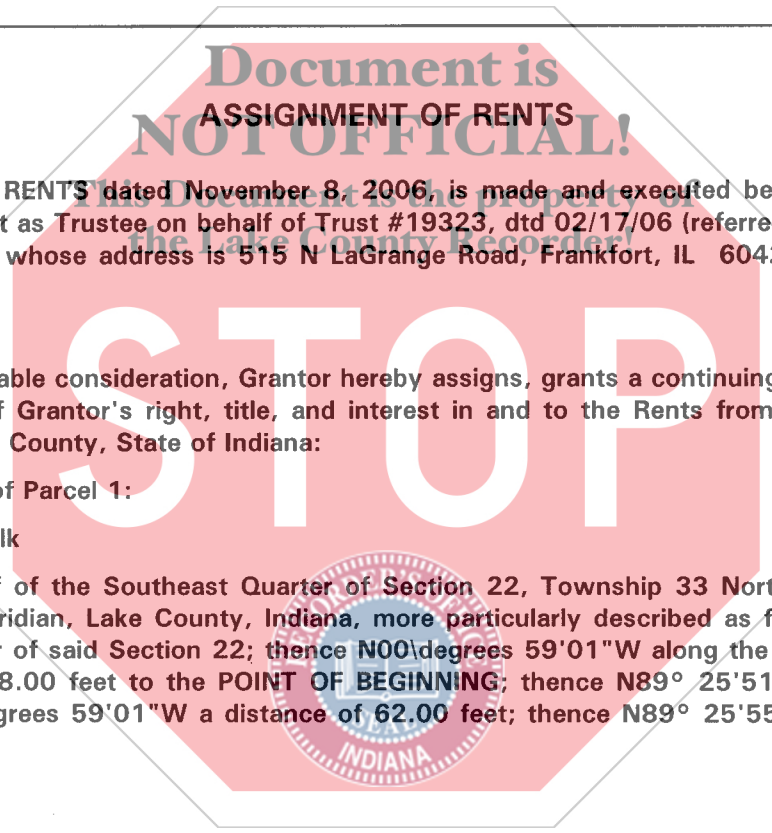 Document is
ASSIGNMENT OF RENTS
NOT OFFICIAL!
RENTS dated November 8, 2006, is made and executed be
This Document is the property of
t as Trustee on behalf of Trust #19323, dtd 02/17/06 (referre
the Lake County Recorder!
whose address is 515 N LaGrange Road, Frankfort, IL 6042
STOP
able consideration, Grantor hereby assigns, grants a continuing
f Grantor's right, title, and interest in and to the Rents from
County, State of Indiana:
of Parcel 1:
lk
f of the Southeast Quarter of Section 22, Township 33 Nort
ridian, Lake County, Indiana, more particularly described as f
r of said Section 22; thence N00\degrees 59'01"W along the
8.00 feet to the POINT OF BEGINNING; thence N89° 25'51
grees 59'01"W a distance of 62.00 feet; thence N89° 25'55
RECORDER'S OFFICE
SEAL
INDIANA